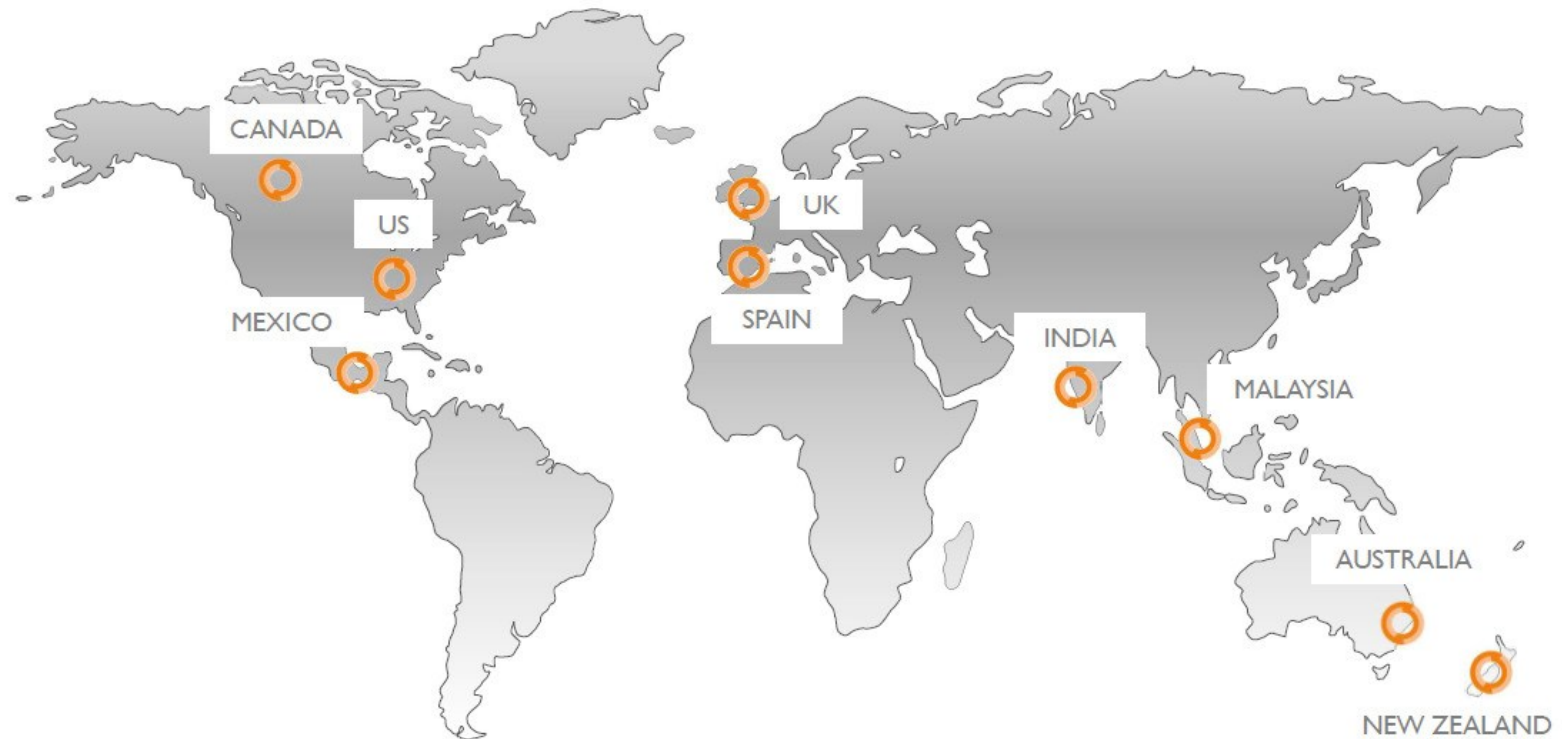 CANADA
US
UK
MEXICO
SPAIN
INDIA
MALAYSIA
AUSTRALIA
NEW ZEALAND